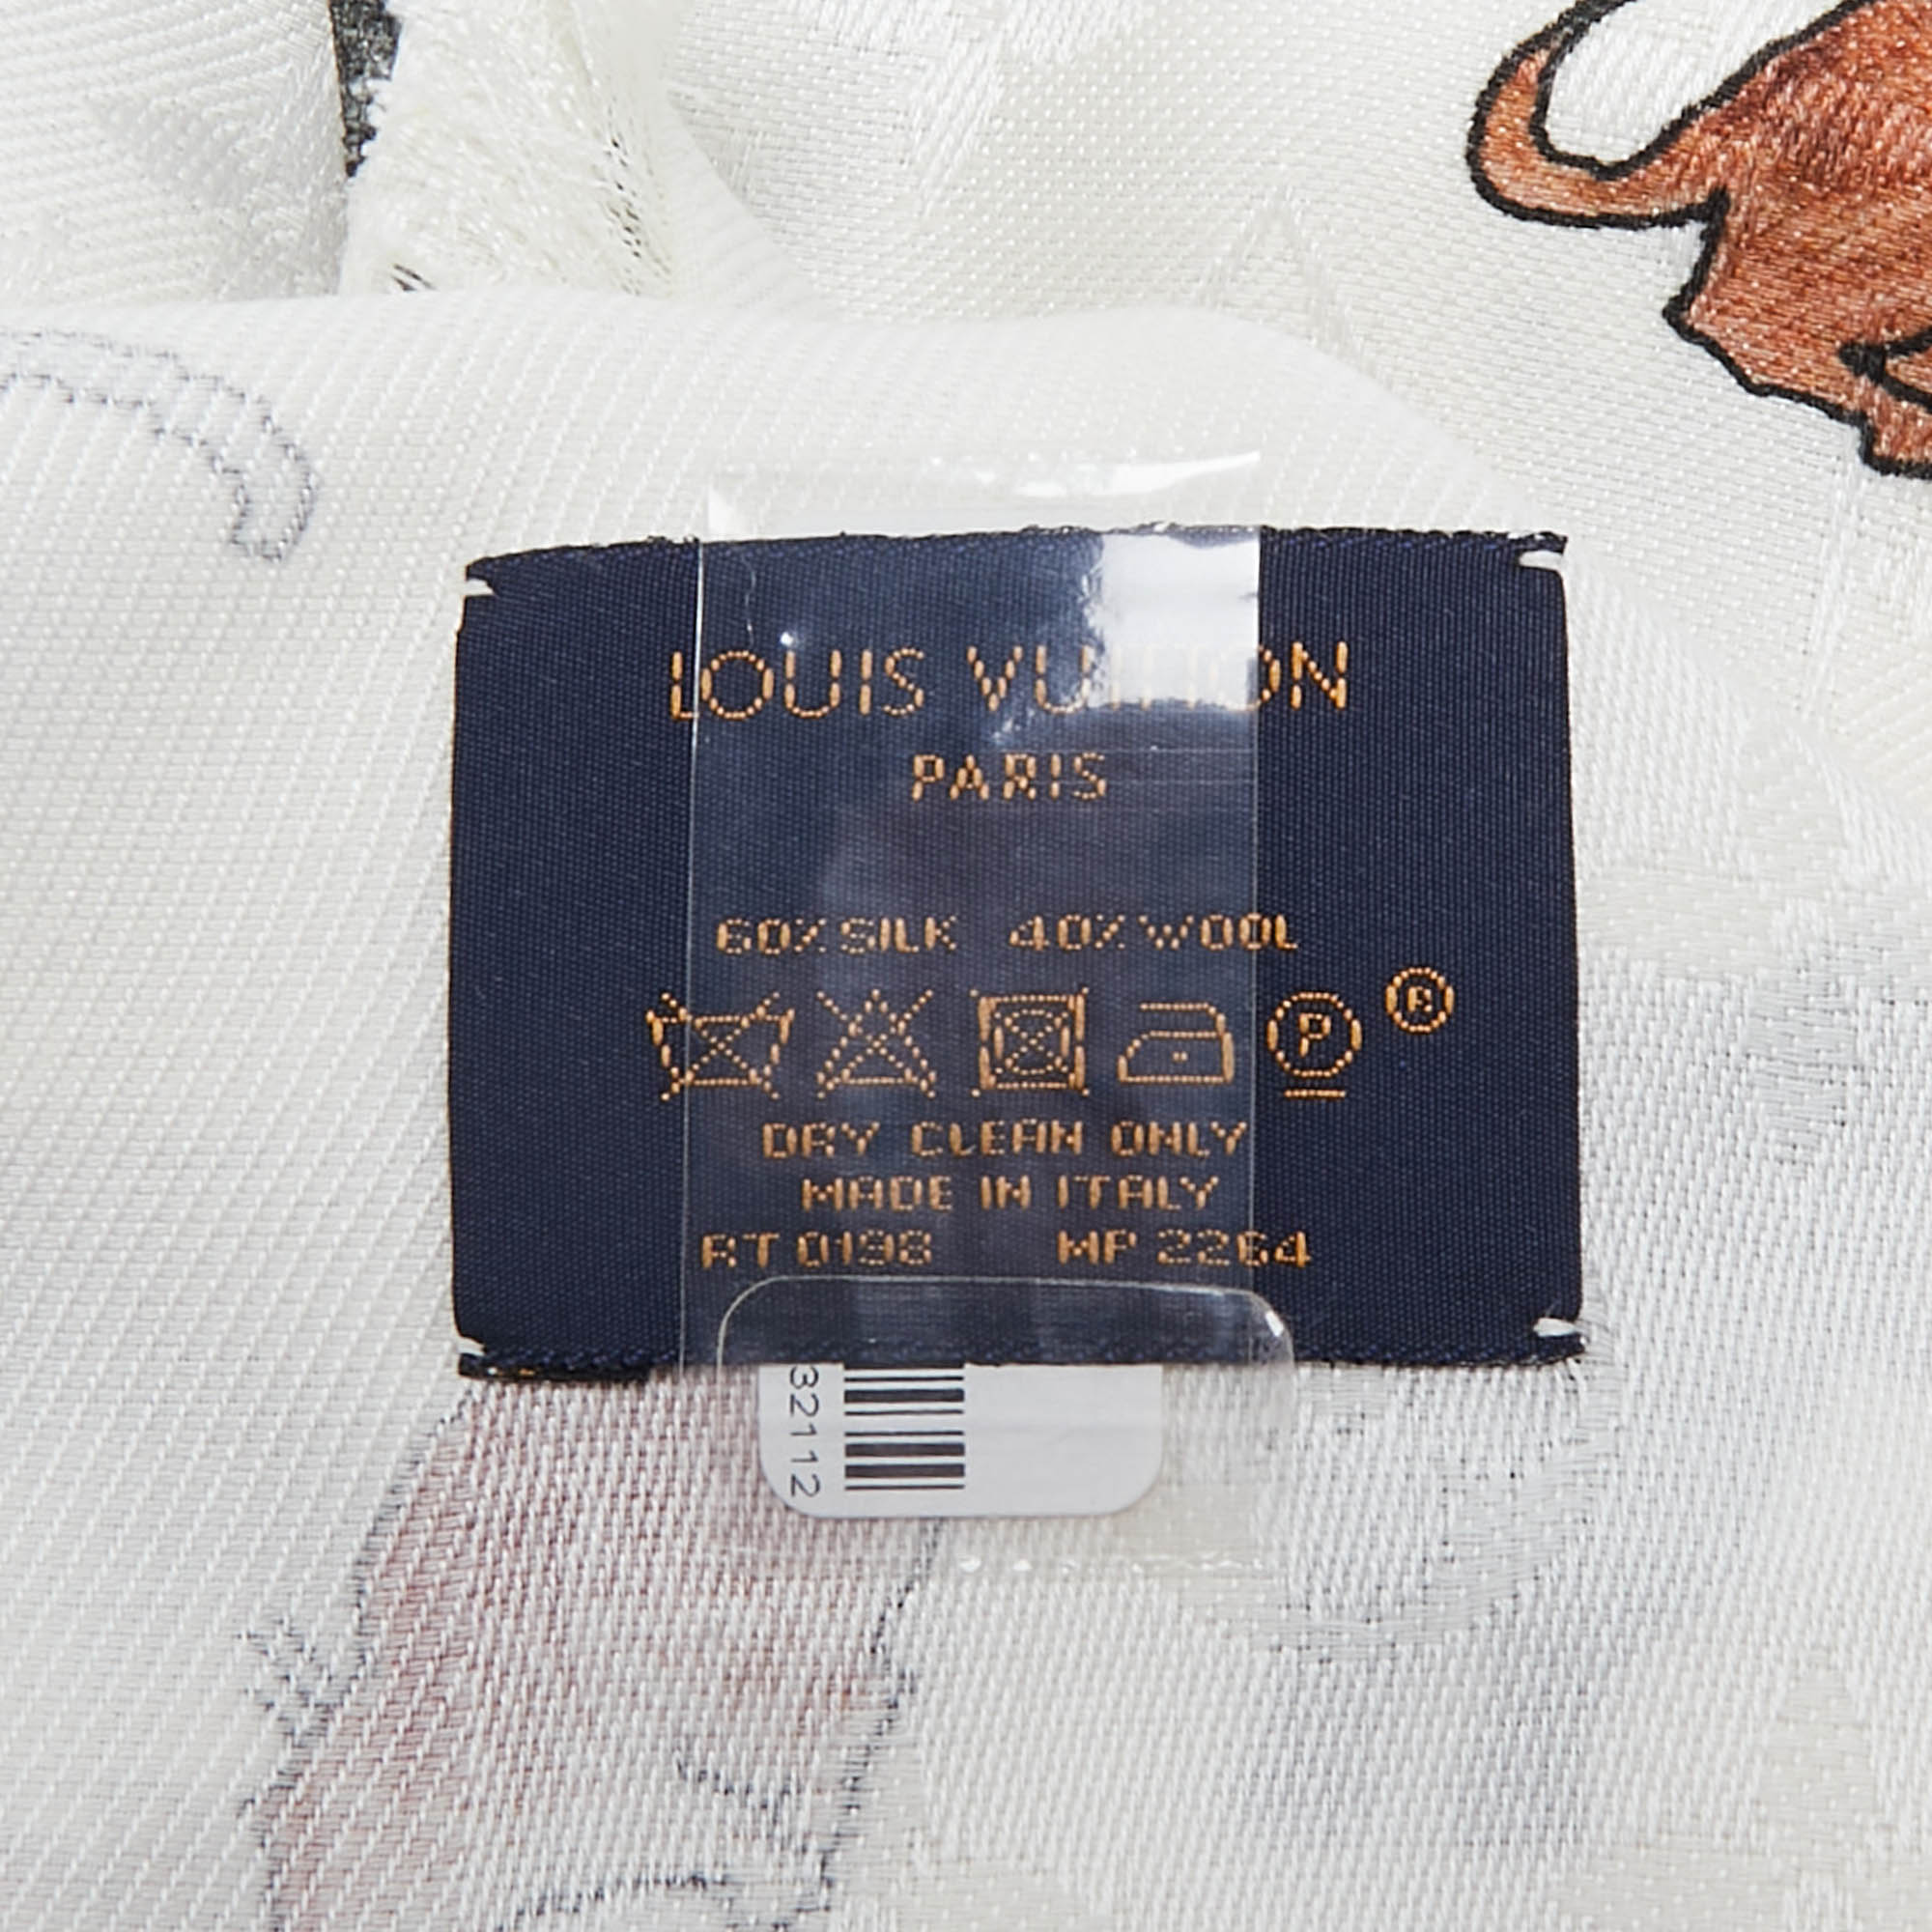 LOUIS VUITTON
PARIS
60% SILK 40% WOOL
P ®
DRY CLEAN ONLY
MADE IN ITALY
RT 0198 MP 2264
32112